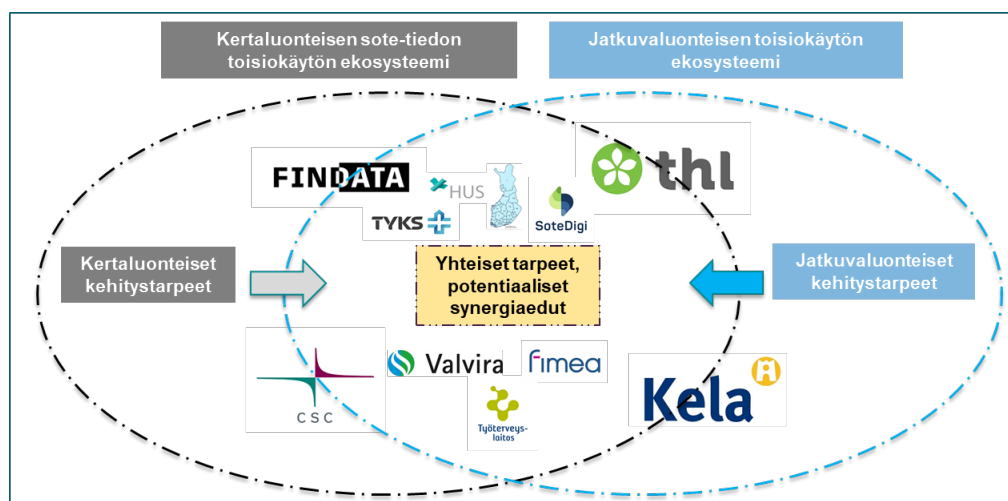 Kertaluonteisen sote-tiedon
toisiokäytön ekosysteemi
Jatkuvaluonteisen toisiokäytön
ekosysteemi
FINDATA
HUS
TYKS
SoteDigi
thl
Kertaluonteiset
kehitystarpeet
Yhteiset tarpeet,
potentiaaliset
synergiaedut
Jatkuvaluonteiset
kehitystarpeet
CSC
Valvira
fimea
Työterveys-
laitos
Kela